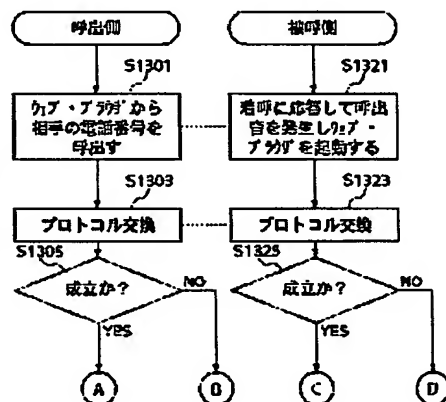 呼出側
被呼側
S1301
S1321
ウェブ・ブラウザから
相手の電話番号を
呼出す
着呼に応答して呼出
音を発生しウェブ・
ブラウザを起動する
S1303
S1323
プロトコル交換
プロトコル交換
S1305
S1325
成立か？
NO
成立か？
NO
YES
YES
A
B
C
D